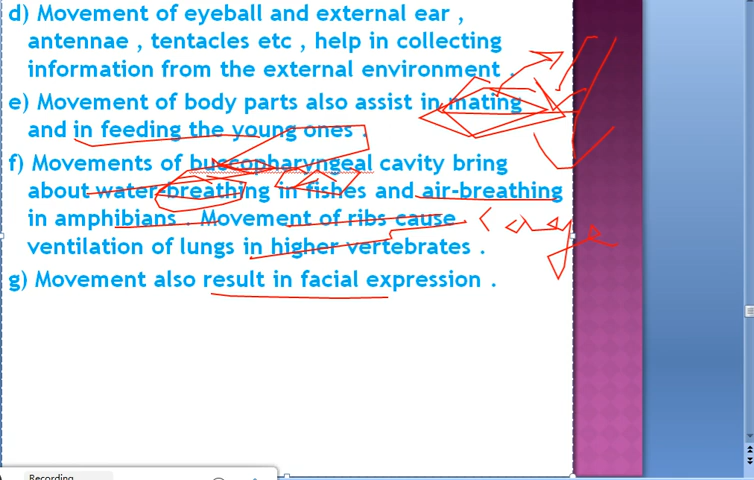 d) Movement of eyeball and external ear ,
antennae , tentacles etc , help in collecting
information from the external environment .
e) Movement of body parts also assist in mating
and in feeding the young ones .
f) Movements of buccopharyngeal cavity bring
about water-breathing in fishes and air-breathing
in amphibians . Movement of ribs cause
ventilation of lungs in higher vertebrates .
g) Movement also result in facial expression .
Recording